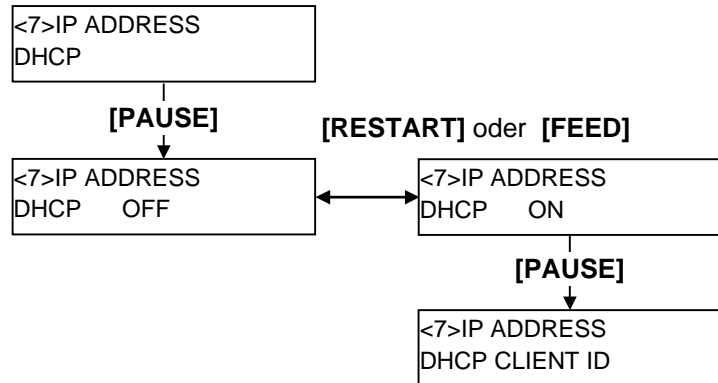 <7>IP ADDRESS
DHCP
[PAUSE]
[RESTART] oder [FEED]
<7>IP ADDRESS
DHCP OFF
<7>IP ADDRESS
DHCP ON
[PAUSE]
<7>IP ADDRESS
DHCP CLIENT ID